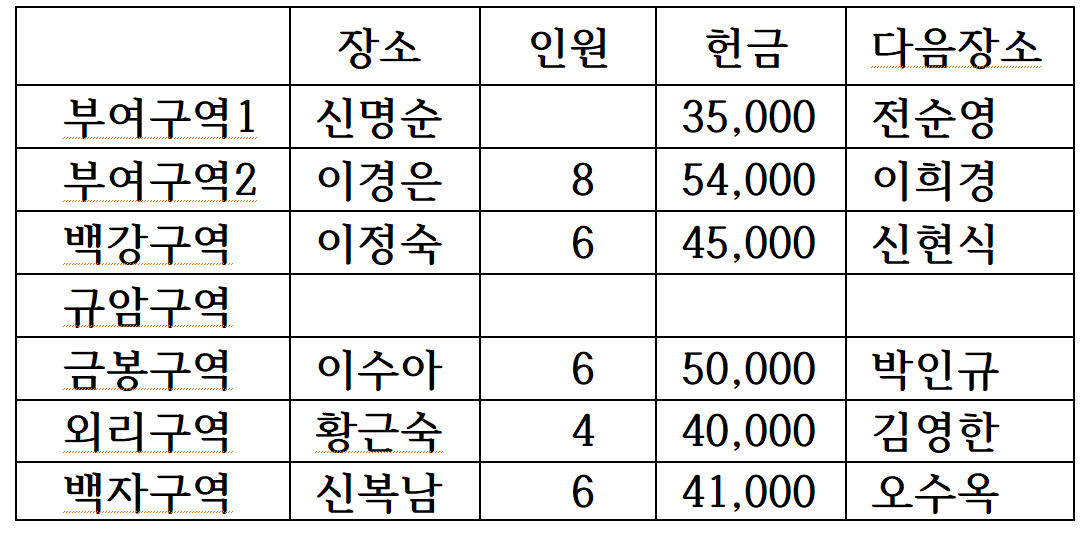 장소 인원 헌금 다음장소
부여구역1 신명순 35,000 전순영
부여구역2 이경은 8 54,000 이희경
백강구역 이정숙 6 45,000 신현식
규암구역
금봉구역 이수아 6 50,000 박인규
외리구역 황근숙 4 40,000 김영한
백자구역 신복남 6 41,000 오수옥